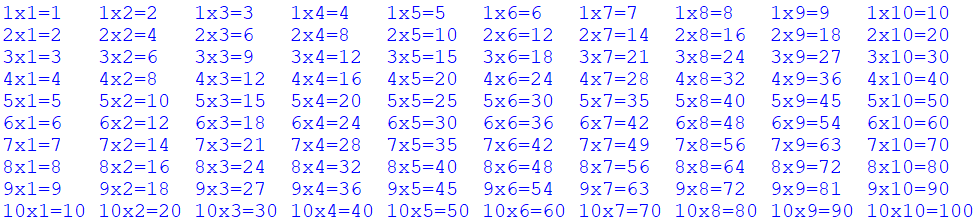 1x1=1 1x2=2 1x3=3 1x4=4 1x5=5 1x6=6 1x7=7 1x8=8 1x9=9 1x10=10
2x1=2 2x2=4 2x3=6 2x4=8 2x5=10 2x6=12 2x7=14 2x8=16 2x9=18 2x10=20
3x1=3 3x2=6 3x3=9 3x4=12 3x5=15 3x6=18 3x7=21 3x8=24 3x9=27 3x10=30
4x1=4 4x2=8 4x3=12 4x4=16 4x5=20 4x6=24 4x7=28 4x8=32 4x9=36 4x10=40
5x1=5 5x2=10 5x3=15 5x4=20 5x5=25 5x6=30 5x7=35 5x8=40 5x9=45 5x10=50
6x1=6 6x2=12 6x3=18 6x4=24 6x5=30 6x6=36 6x7=42 6x8=48 6x9=54 6x10=60
7x1=7 7x2=14 7x3=21 7x4=28 7x5=35 7x6=42 7x7=49 7x8=56 7x9=63 7x10=70
8x1=8 8x2=16 8x3=24 8x4=32 8x5=40 8x6=48 8x7=56 8x8=64 8x9=72 8x10=80
9x1=9 9x2=18 9x3=27 9x4=36 9x5=45 9x6=54 9x7=63 9x8=72 9x9=81 9x10=90
10x1=10 10x2=20 10x3=30 10x4=40 10x5=50 10x6=60 10x7=70 10x8=80 10x9=90 10x10=100